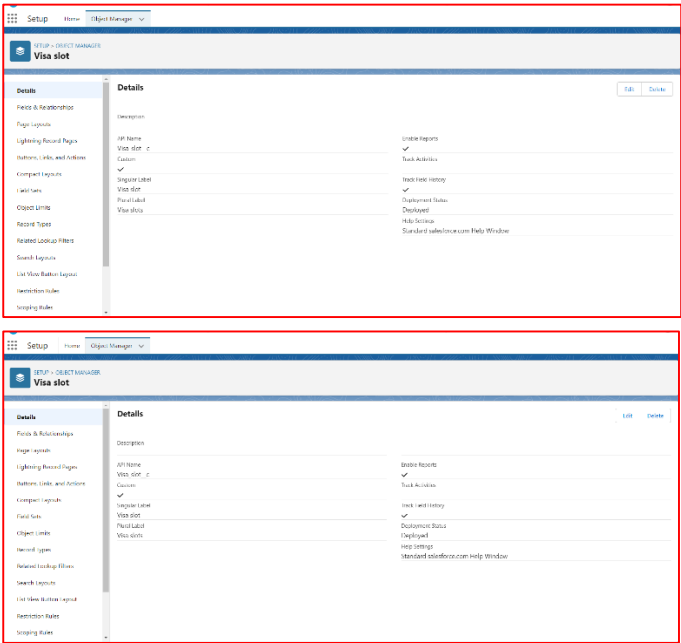 Setup Home Object Manager
SETUP > OBJECT MANAGER
Visa slot
Details
Fields & Relationships
Page Layouts
Lightning Record Pages
Buttons, Links, and Actions
Compact Layouts
Field Sets
Object Limits
Record Types
Related Lookup Filters
Search Layouts
List View Button Layout
Restriction Rules
Scoping Rules
Details
Edit Delete
Description
API Name
Visa_slot__c
Custom
Singular Label
Visa slot
Plural Label
Visa slots
Enable Reports
Track Activities
Track Field History
Deployment Status
Deployed
Help Settings
Standard salesforce.com Help Window
Setup Home Object Manager
SETUP > OBJECT MANAGER
Visa slot
Details
Fields & Relationships
Page Layouts
Lightning Record Pages
Buttons, Links, and Actions
Compact Layouts
Field Sets
Object Limits
Record Types
Related Lookup Filters
Search Layouts
List View Button Layout
Restriction Rules
Scoping Rules
Details
Edit Delete
Description
API Name
Visa_slot__c
Custom
Singular Label
Visa slot
Plural Label
Visa slots
Enable Reports
Track Activities
Track Field History
Deployment Status
Deployed
Help Settings
Standard salesforce.com Help Window